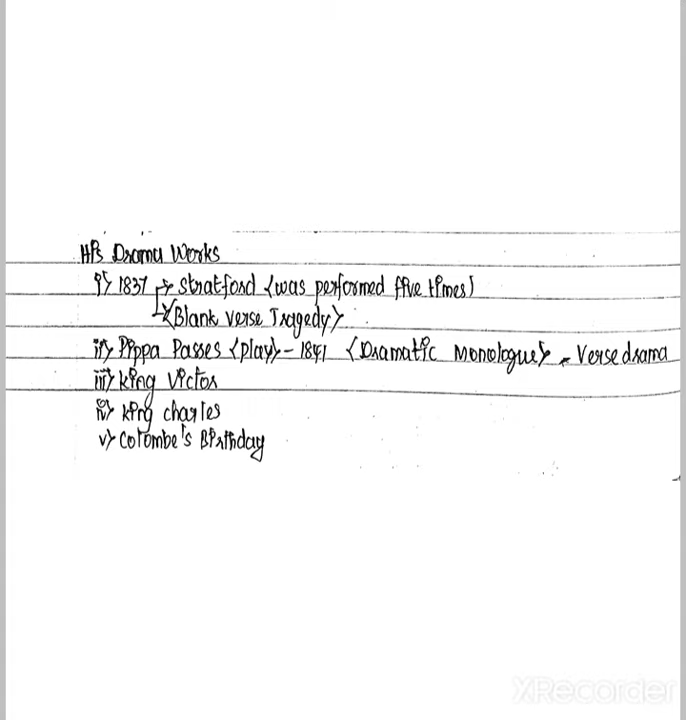 His Drama Works
i) 1837 → Stratford {was performed five times}
→ {Blank verse Tragedy}
ii) Pippa Passes {play} - 1841 {Dramatic Monologue} - Verse drama
iii) king Victor
iv) king charles
v) Colombe's Birthday
XRecorder